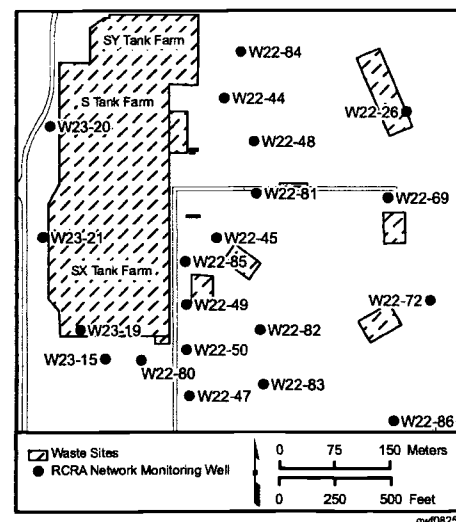 SY Tank Farm
W22-84
S Tank Farm
W22-44
W22-26
W23-20
W22-48
W22-81
W22-69
W23-21
W22-45
SX Tank Farm
W22-85
W22-49
W22-72
W23-19
W22-82
W23-15
W22-80
W22-50
W22-83
W22-47
W22-86
Waste Sites
RCRA Network Monitoring Well
0 75 150 Meters
0 250 500 Feet
gwf0825